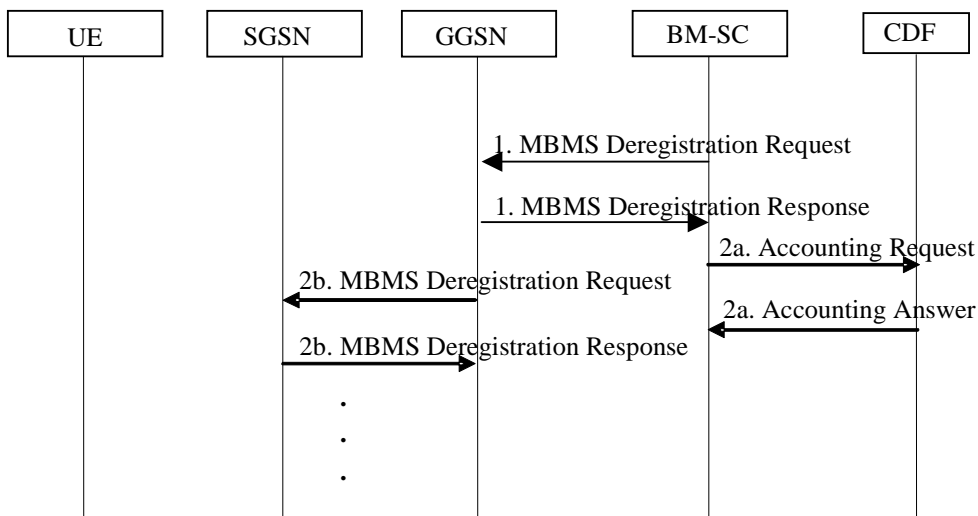 UE
SGSN
GGSN
BM-SC
CDF
1. MBMS Deregistration Request
1. MBMS Deregistration Response
2a. Accounting Request
2b. MBMS Deregistration Request
2a. Accounting Answer
2b. MBMS Deregistration Response
.
.
.